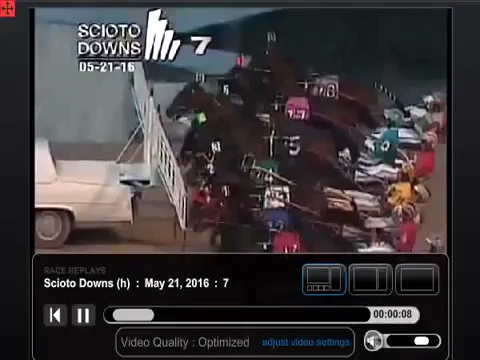 SCIOTO
DOWNS 7
05-21-16
RACE REPLAYS
Scioto Downs (h) : May 21, 2016 : 7
00:00:08
Video Quality : Optimized adjust video settings